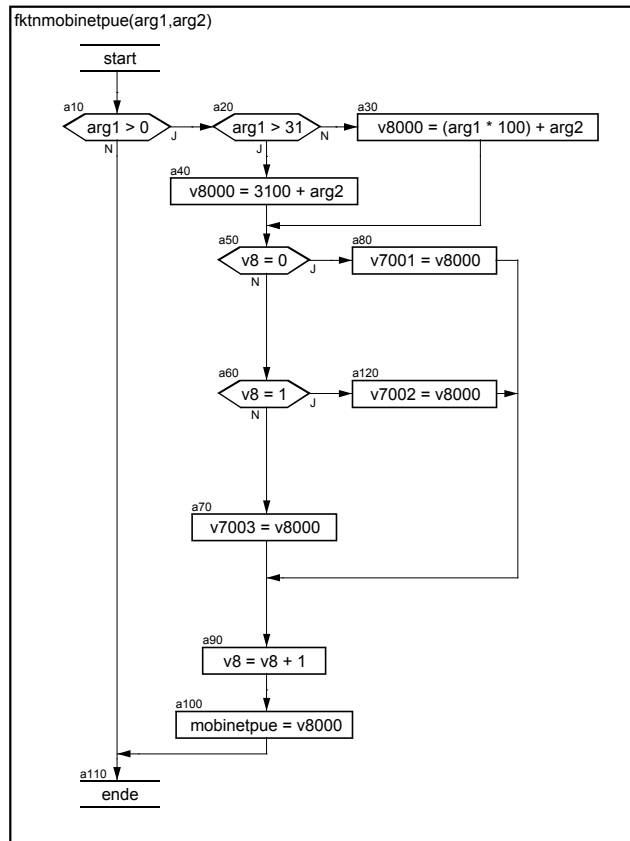 fktnmobinetpue(arg1,arg2)
start
a10
arg1 > 0
J
N
a20
arg1 > 31
N
J
a30
v8000 = (arg1 * 100) + arg2
a40
v8000 = 3100 + arg2
a50
v8 = 0
J
N
a80
v7001 = v8000
a60
v8 = 1
J
N
a120
v7002 = v8000
a70
v7003 = v8000
a90
v8 = v8 + 1
a100
mobinetpue = v8000
a110
ende